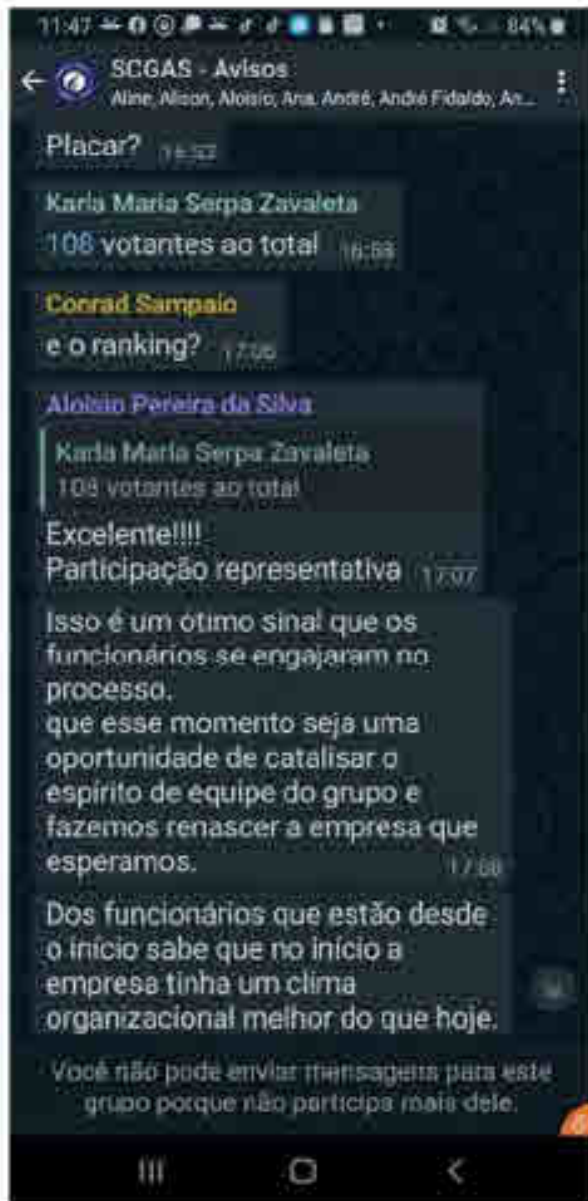 11:47
84%
SCGAS - Avisos
Aline, Alison, Aloisio, Ana, André, André Fidaldo, An...
Placar? 16:52
Karla Maria Serpa Zavaleta
108 votantes ao total 16:53
Conrad Sampaio
e o ranking? 17:06
Aloisio Pereira da Silva
Karla Maria Serpa Zavaleta
108 votantes ao total
Excelente!!!!
Participação representativa 17:07
Isso é um ótimo sinal que os
funcionários se engajaram no
processo.
que esse momento seja uma
oportunidade de catalisar o
espírito de equipe do grupo e
fazemos renascer a empresa que
esperamos.
Dos funcionários que estão desde
o início sabe que no início a
empresa tinha um clima
organizacional melhor do que hoje.
Você não pode enviar mensagens para este
grupo porque não participa mais dele.